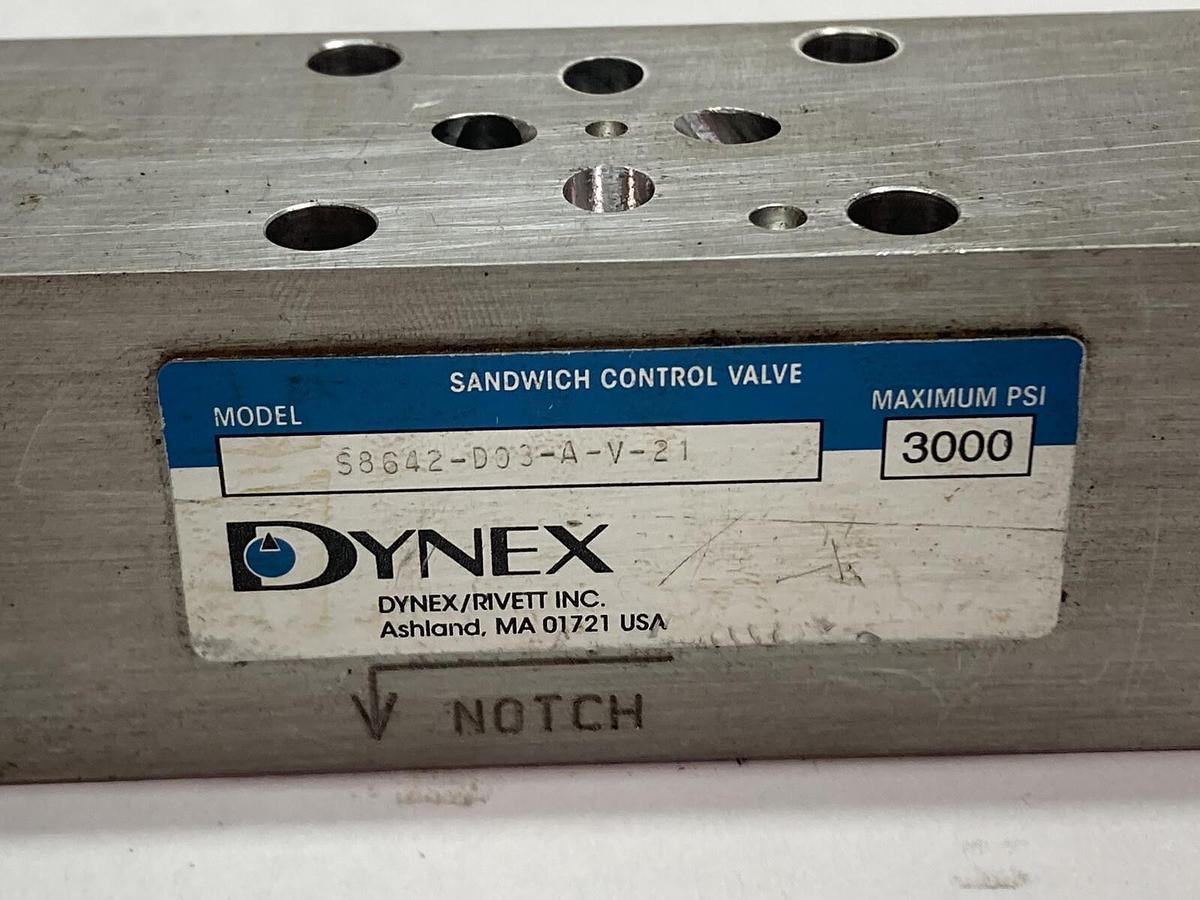 SANDWICH CONTROL VALVE
MODEL
MAXIMUM PSI
S8642-D03-A-V-21
3000
DYNEX
DYNEX/RIVETT INC.
Ashland, MA 01721 USA
NOTCH